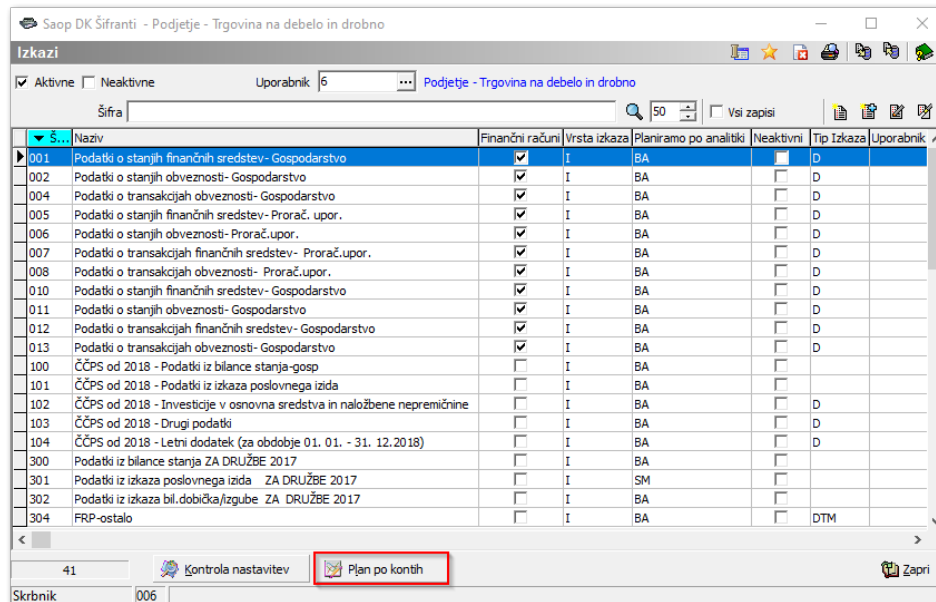 Saop DK Šifranti - Podjetje - Trgovina na debelo in drobno
Izkazi
Aktivne Neaktivne Uporabnik 6 ... Podjetje - Trgovina na debelo in drobno
Šifra 50 Vsi zapisi
Š... Naziv Finančni računi Vrsta izkaza Planiramo po analitiki Neaktivni Tip Izkaza Uporabnik
001 Podatki o stanjih finančnih sredstev- Gospodarstvo I BA D
002 Podatki o stanjih obveznosti- Gospodarstvo I BA D
004 Podatki o transakcijah obveznosti- Gospodarstvo I BA D
005 Podatki o stanjih finančnih sredstev- Prorač. upor. I BA D
006 Podatki o stanjih obveznosti- Prorač.upor. I BA D
007 Podatki o transakcijah finančnih sredstev- Prorač.upor. I BA D
008 Podatki o transakcijah obveznosti- Prorač.upor. I BA D
010 Podatki o stanjih finančnih sredstev- Gospodarstvo I BA D
011 Podatki o stanjih obveznosti- Gospodarstvo I BA D
012 Podatki o transakcijah finančnih sredstev- Gospodarstvo I BA D
013 Podatki o transakcijah obveznosti- Gospodarstvo I BA D
100 ČČPS od 2018 - Podatki iz bilance stanja-gosp I BA
101 ČČPS od 2018 - Podatki iz izkaza poslovnega izida I BA
102 ČČPS od 2018 - Investicije v osnovna sredstva in naložbene nepremičnine I BA D
103 ČČPS od 2018 - Drugi podatki I BA D
104 ČČPS od 2018 - Letni dodatek (za obdobje 01. 01. - 31. 12.2018) I BA D
300 Podatki iz bilance stanja ZA DRUŽBE 2017 I BA
301 Podatki iz izkaza poslovnega izida ZA DRUŽBE 2017 I SM
302 Podatki iz izkaza bil.dobička/izgube ZA DRUŽBE 2017 I BA
304 FRP-ostalo I BA DTM
41 Kontrola nastavitev Plan po kontih Zapri
Skrbnik 006